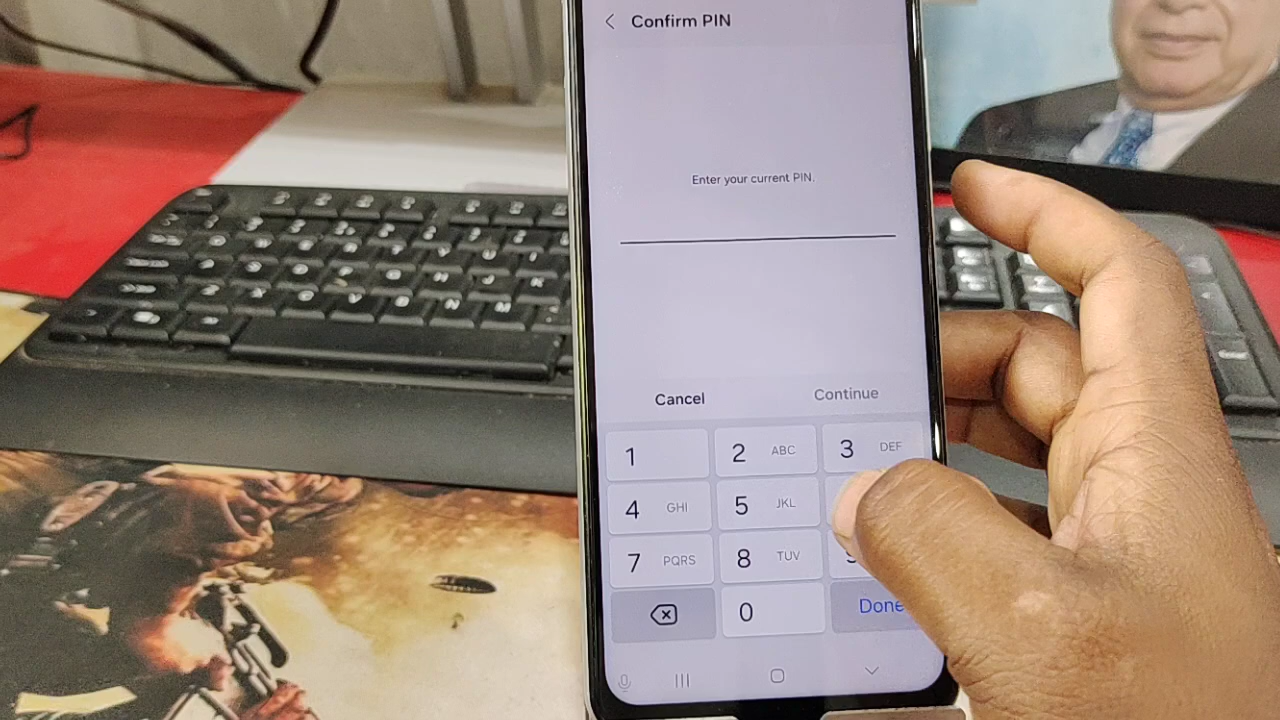 Confirm PIN
Enter your current PIN.
Cancel Continue
1 2 ABC 3 DEF
4 GHI 5 JKL
7 PQRS 8 TUV
0 Done